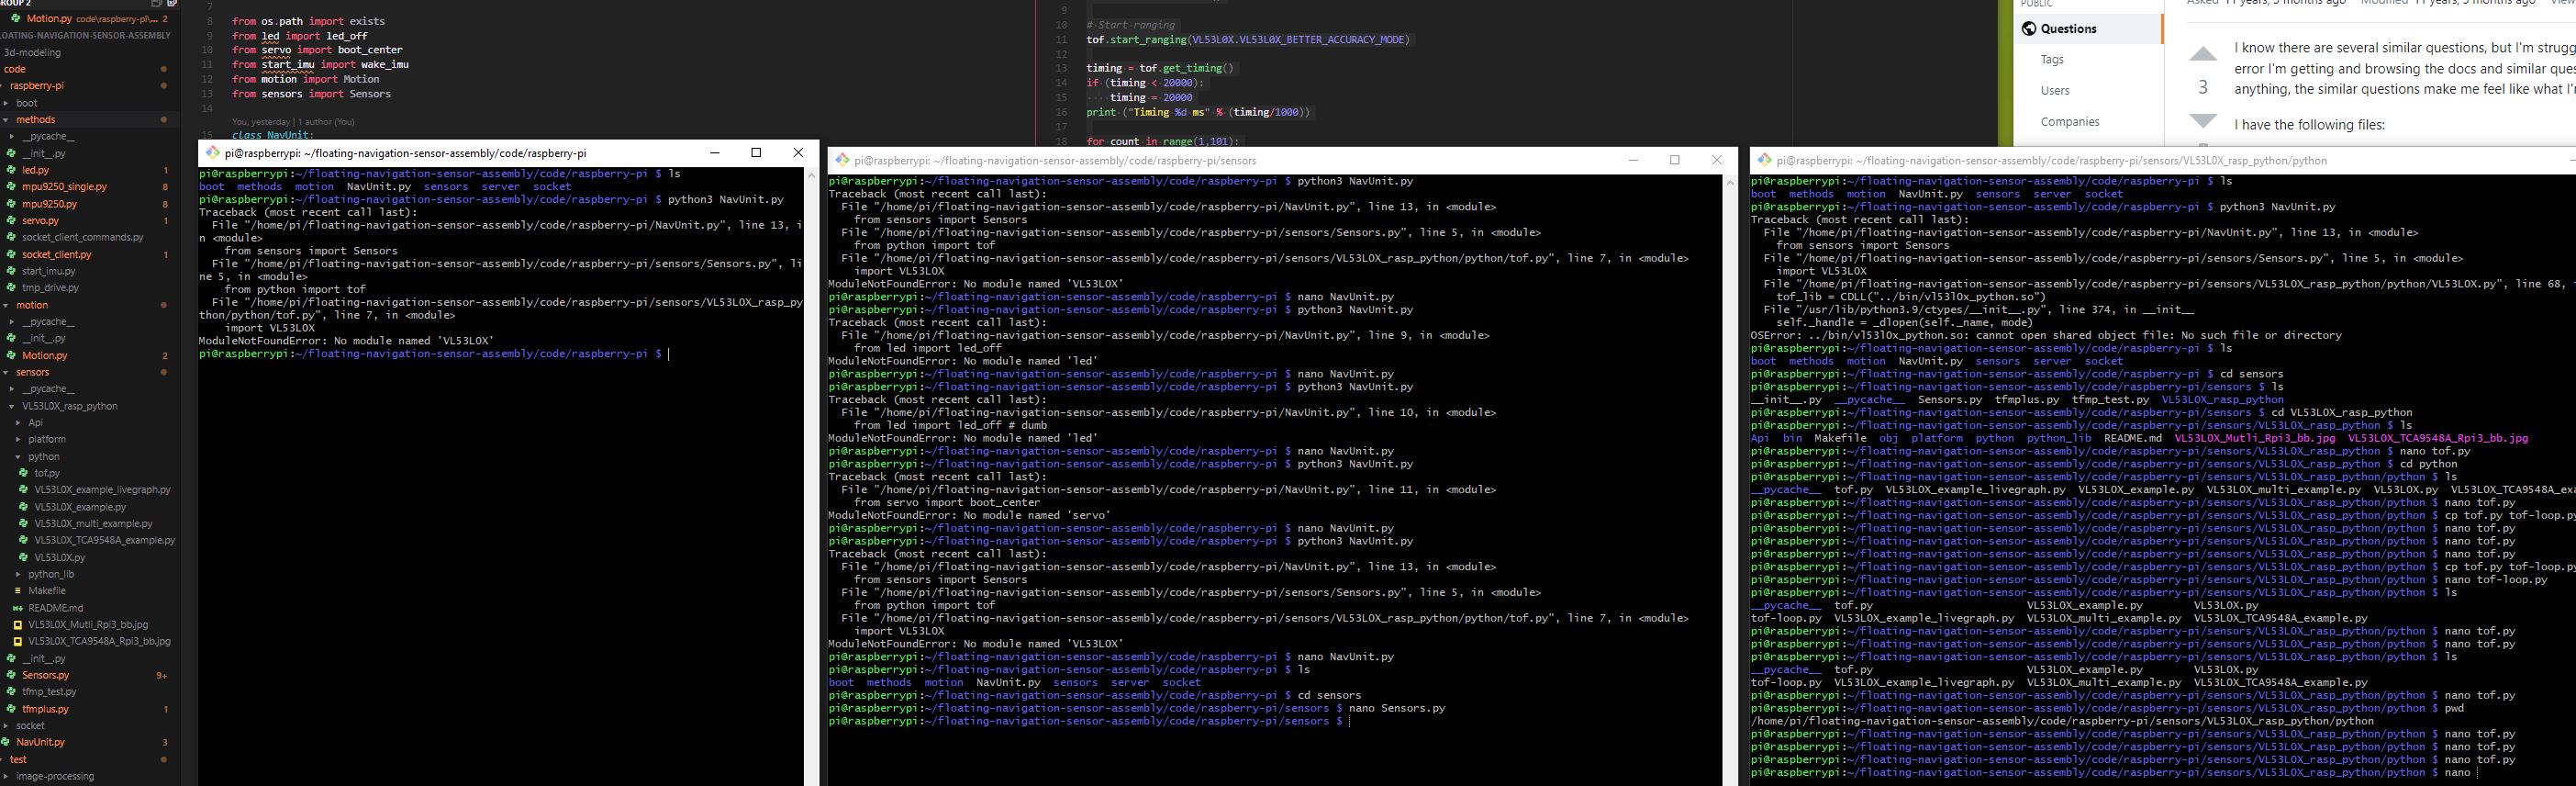 GROUP 2
Motion.py code\raspberry-pi\... 2
LOATING-NAVIGATION-SENSOR-ASSEMBLY
3d-modeling
code
raspberry-pi
boot
methods
__pycache__
__init__.py
led.py 1
mpu9250_single.py 8
mpu9250.py 8
servo.py 1
socket_client_commands.py
socket_client.py 1
start_imu.py
tmp_drive.py
motion
__pycache__
__init__.py
Motion.py 2
sensors
__pycache__
VL53L0X_rasp_python
Api
platform
python
tof.py
VL53L0X_example_livegraph.py
VL53L0X_example.py
VL53L0X_multi_example.py
VL53L0X_TCA9548A_example.py
VL53L0X.py
python_lib
Makefile
README.md
VL53L0X_Mutli_Rpi3_bb.jpg
VL53L0X_TCA9548A_Rpi3_bb.jpg
__init__.py
Sensors.py 9+
tfmp_test.py
tfmplus.py 1
socket
NavUnit.py 3
test
image-processing
7
8 from os.path import exists
9 from led import led_off
10 from servo import boot_center
11 from start_imu import wake_imu
12 from motion import Motion
13 from sensors import Sensors
14
You, yesterday | 1 author (You)
15 class NavUnit:
9
10 # Start ranging
11 tof.start_ranging(VL53L0X.VL53L0X_BETTER_ACCURACY_MODE)
12
13 timing = tof.get_timing()
14 if (timing < 20000):
15 timing = 20000
16 print ("Timing %d ms" % (timing/1000))
17
18 for count in range(1,101):
PUBLIC
Questions
Tags
Users
Companies
Asked 11 years, 5 months ago Modified 11 years, 5 months ago View
3
I know there are several similar questions, but I'm strugg
error I'm getting and browsing the docs and similar ques
anything, the similar questions make me feel like what I'm
I have the following files:
pi@raspberrypi: ~/floating-navigation-sensor-assembly/code/raspberry-pi
pi@raspberrypi:~/floating-navigation-sensor-assembly/code/raspberry-pi $ ls
boot methods motion NavUnit.py sensors server socket
pi@raspberrypi:~/floating-navigation-sensor-assembly/code/raspberry-pi $ python3 NavUnit.py
Traceback (most recent call last):
File "/home/pi/floating-navigation-sensor-assembly/code/raspberry-pi/NavUnit.py", line 13, i
n <module>
from sensors import Sensors
File "/home/pi/floating-navigation-sensor-assembly/code/raspberry-pi/sensors/Sensors.py", li
ne 5, in <module>
from python import tof
File "/home/pi/floating-navigation-sensor-assembly/code/raspberry-pi/sensors/VL53L0X_rasp_py
thon/python/tof.py", line 7, in <module>
import VL53L0X
ModuleNotFoundError: No module named 'VL53L0X'
pi@raspberrypi:~/floating-navigation-sensor-assembly/code/raspberry-pi $
pi@raspberrypi: ~/floating-navigation-sensor-assembly/code/raspberry-pi/sensors
pi@raspberrypi:~/floating-navigation-sensor-assembly/code/raspberry-pi $ python3 NavUnit.py
Traceback (most recent call last):
File "/home/pi/floating-navigation-sensor-assembly/code/raspberry-pi/NavUnit.py", line 13, in <module>
from sensors import Sensors
File "/home/pi/floating-navigation-sensor-assembly/code/raspberry-pi/sensors/Sensors.py", line 5, in <module>
from python import tof
File "/home/pi/floating-navigation-sensor-assembly/code/raspberry-pi/sensors/VL53L0X_rasp_python/python/tof.py", line 7, in <module>
import VL53L0X
ModuleNotFoundError: No module named 'VL53L0X'
pi@raspberrypi:~/floating-navigation-sensor-assembly/code/raspberry-pi $ nano NavUnit.py
pi@raspberrypi:~/floating-navigation-sensor-assembly/code/raspberry-pi $ python3 NavUnit.py
Traceback (most recent call last):
File "/home/pi/floating-navigation-sensor-assembly/code/raspberry-pi/NavUnit.py", line 9, in <module>
from led import led_off
ModuleNotFoundError: No module named 'led'
pi@raspberrypi:~/floating-navigation-sensor-assembly/code/raspberry-pi $ nano NavUnit.py
pi@raspberrypi:~/floating-navigation-sensor-assembly/code/raspberry-pi $ python3 NavUnit.py
Traceback (most recent call last):
File "/home/pi/floating-navigation-sensor-assembly/code/raspberry-pi/NavUnit.py", line 10, in <module>
from led import led_off # dumb
ModuleNotFoundError: No module named 'led'
pi@raspberrypi:~/floating-navigation-sensor-assembly/code/raspberry-pi $ nano NavUnit.py
pi@raspberrypi:~/floating-navigation-sensor-assembly/code/raspberry-pi $ python3 NavUnit.py
Traceback (most recent call last):
File "/home/pi/floating-navigation-sensor-assembly/code/raspberry-pi/NavUnit.py", line 11, in <module>
from servo import boot_center
ModuleNotFoundError: No module named 'servo'
pi@raspberrypi:~/floating-navigation-sensor-assembly/code/raspberry-pi $ nano NavUnit.py
pi@raspberrypi:~/floating-navigation-sensor-assembly/code/raspberry-pi $ python3 NavUnit.py
Traceback (most recent call last):
File "/home/pi/floating-navigation-sensor-assembly/code/raspberry-pi/NavUnit.py", line 13, in <module>
from sensors import Sensors
File "/home/pi/floating-navigation-sensor-assembly/code/raspberry-pi/sensors/Sensors.py", line 5, in <module>
from python import tof
File "/home/pi/floating-navigation-sensor-assembly/code/raspberry-pi/sensors/VL53L0X_rasp_python/python/tof.py", line 7, in <module>
import VL53L0X
ModuleNotFoundError: No module named 'VL53L0X'
pi@raspberrypi:~/floating-navigation-sensor-assembly/code/raspberry-pi $ nano NavUnit.py
pi@raspberrypi:~/floating-navigation-sensor-assembly/code/raspberry-pi $ ls
boot methods motion NavUnit.py sensors server socket
pi@raspberrypi:~/floating-navigation-sensor-assembly/code/raspberry-pi $ cd sensors
pi@raspberrypi:~/floating-navigation-sensor-assembly/code/raspberry-pi/sensors $ nano Sensors.py
pi@raspberrypi:~/floating-navigation-sensor-assembly/code/raspberry-pi/sensors $
pi@raspberrypi: ~/floating-navigation-sensor-assembly/code/raspberry-pi/sensors/VL53L0X_rasp_python/python
pi@raspberrypi:~/floating-navigation-sensor-assembly/code/raspberry-pi $ ls
boot methods motion NavUnit.py sensors server socket
pi@raspberrypi:~/floating-navigation-sensor-assembly/code/raspberry-pi $ python3 NavUnit.py
Traceback (most recent call last):
File "/home/pi/floating-navigation-sensor-assembly/code/raspberry-pi/NavUnit.py", line 13, in <module>
from sensors import Sensors
File "/home/pi/floating-navigation-sensor-assembly/code/raspberry-pi/sensors/Sensors.py", line 5, in <module>
import VL53L0X
File "/home/pi/floating-navigation-sensor-assembly/code/raspberry-pi/sensors/VL53L0X_rasp_python/python/VL53L0X.py", line 68,
tof_lib = CDLL("../bin/vl53l0x_python.so")
File "/usr/lib/python3.9/ctypes/__init__.py", line 374, in __init__
self._handle = _dlopen(self._name, mode)
OSError: ../bin/vl53l0x_python.so: cannot open shared object file: No such file or directory
pi@raspberrypi:~/floating-navigation-sensor-assembly/code/raspberry-pi $ ls
boot methods motion NavUnit.py sensors server socket
pi@raspberrypi:~/floating-navigation-sensor-assembly/code/raspberry-pi $ cd sensors
pi@raspberrypi:~/floating-navigation-sensor-assembly/code/raspberry-pi/sensors $ ls
__init__.py __pycache__ Sensors.py tfmplus.py tfmp_test.py VL53L0X_rasp_python
pi@raspberrypi:~/floating-navigation-sensor-assembly/code/raspberry-pi/sensors $ cd VL53L0X_rasp_python
pi@raspberrypi:~/floating-navigation-sensor-assembly/code/raspberry-pi/sensors/VL53L0X_rasp_python $ ls
Api bin Makefile obj platform python python_lib README.md VL53L0X_Mutli_Rpi3_bb.jpg VL53L0X_TCA9548A_Rpi3_bb.jpg
pi@raspberrypi:~/floating-navigation-sensor-assembly/code/raspberry-pi/sensors/VL53L0X_rasp_python $ nano tof.py
pi@raspberrypi:~/floating-navigation-sensor-assembly/code/raspberry-pi/sensors/VL53L0X_rasp_python $ cd python
pi@raspberrypi:~/floating-navigation-sensor-assembly/code/raspberry-pi/sensors/VL53L0X_rasp_python/python $ ls
__pycache__ tof.py VL53L0X_example_livegraph.py VL53L0X_example.py VL53L0X_multi_example.py VL53L0X.py VL53L0X_TCA9548A_exa
pi@raspberrypi:~/floating-navigation-sensor-assembly/code/raspberry-pi/sensors/VL53L0X_rasp_python/python $ nano tof.py
pi@raspberrypi:~/floating-navigation-sensor-assembly/code/raspberry-pi/sensors/VL53L0X_rasp_python/python $ cp tof.py tof-loop.py
pi@raspberrypi:~/floating-navigation-sensor-assembly/code/raspberry-pi/sensors/VL53L0X_rasp_python/python $ nano tof.py
pi@raspberrypi:~/floating-navigation-sensor-assembly/code/raspberry-pi/sensors/VL53L0X_rasp_python/python $ nano tof.py
pi@raspberrypi:~/floating-navigation-sensor-assembly/code/raspberry-pi/sensors/VL53L0X_rasp_python/python $ nano tof.py
pi@raspberrypi:~/floating-navigation-sensor-assembly/code/raspberry-pi/sensors/VL53L0X_rasp_python/python $ cp tof.py tof-loop.py
pi@raspberrypi:~/floating-navigation-sensor-assembly/code/raspberry-pi/sensors/VL53L0X_rasp_python/python $ nano tof-loop.py
pi@raspberrypi:~/floating-navigation-sensor-assembly/code/raspberry-pi/sensors/VL53L0X_rasp_python/python $ ls
__pycache__ tof.py VL53L0X_example.py VL53L0X.py
tof-loop.py VL53L0X_example_livegraph.py VL53L0X_multi_example.py VL53L0X_TCA9548A_example.py
pi@raspberrypi:~/floating-navigation-sensor-assembly/code/raspberry-pi/sensors/VL53L0X_rasp_python/python $ nano tof.py
pi@raspberrypi:~/floating-navigation-sensor-assembly/code/raspberry-pi/sensors/VL53L0X_rasp_python/python $ nano tof.py
pi@raspberrypi:~/floating-navigation-sensor-assembly/code/raspberry-pi/sensors/VL53L0X_rasp_python/python $ ls
__pycache__ tof.py VL53L0X_example.py VL53L0X.py
tof-loop.py VL53L0X_example_livegraph.py VL53L0X_multi_example.py VL53L0X_TCA9548A_example.py
pi@raspberrypi:~/floating-navigation-sensor-assembly/code/raspberry-pi/sensors/VL53L0X_rasp_python/python $ nano tof.py
pi@raspberrypi:~/floating-navigation-sensor-assembly/code/raspberry-pi/sensors/VL53L0X_rasp_python/python $ pwd
/home/pi/floating-navigation-sensor-assembly/code/raspberry-pi/sensors/VL53L0X_rasp_python/python
pi@raspberrypi:~/floating-navigation-sensor-assembly/code/raspberry-pi/sensors/VL53L0X_rasp_python/python $ nano tof.py
pi@raspberrypi:~/floating-navigation-sensor-assembly/code/raspberry-pi/sensors/VL53L0X_rasp_python/python $ nano tof.py
pi@raspberrypi:~/floating-navigation-sensor-assembly/code/raspberry-pi/sensors/VL53L0X_rasp_python/python $ nano tof.py
pi@raspberrypi:~/floating-navigation-sensor-assembly/code/raspberry-pi/sensors/VL53L0X_rasp_python/python $ nano